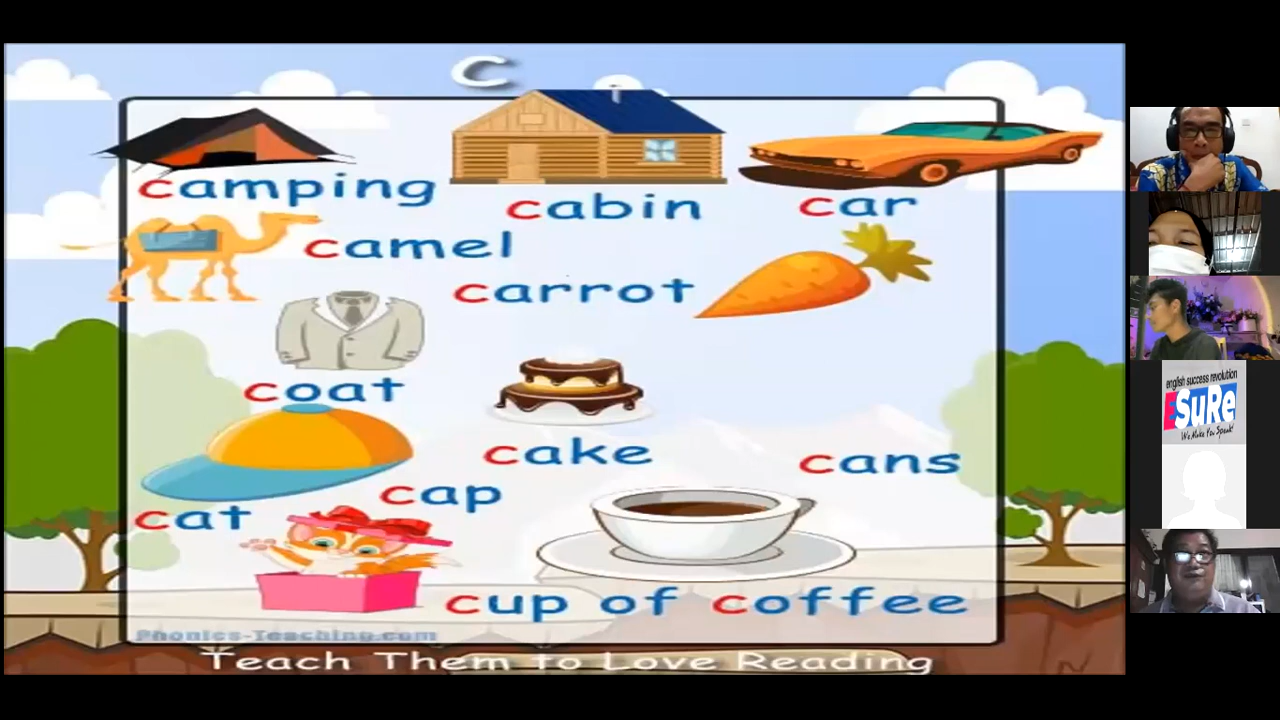 c
camping
cabin
car
camel
carrot
coat
cake
cans
cap
cat
cup of coffee
Phonics-Teaching.com
Teach Them to Love Reading
english success revolution
ESuRe
We Make You Speak!